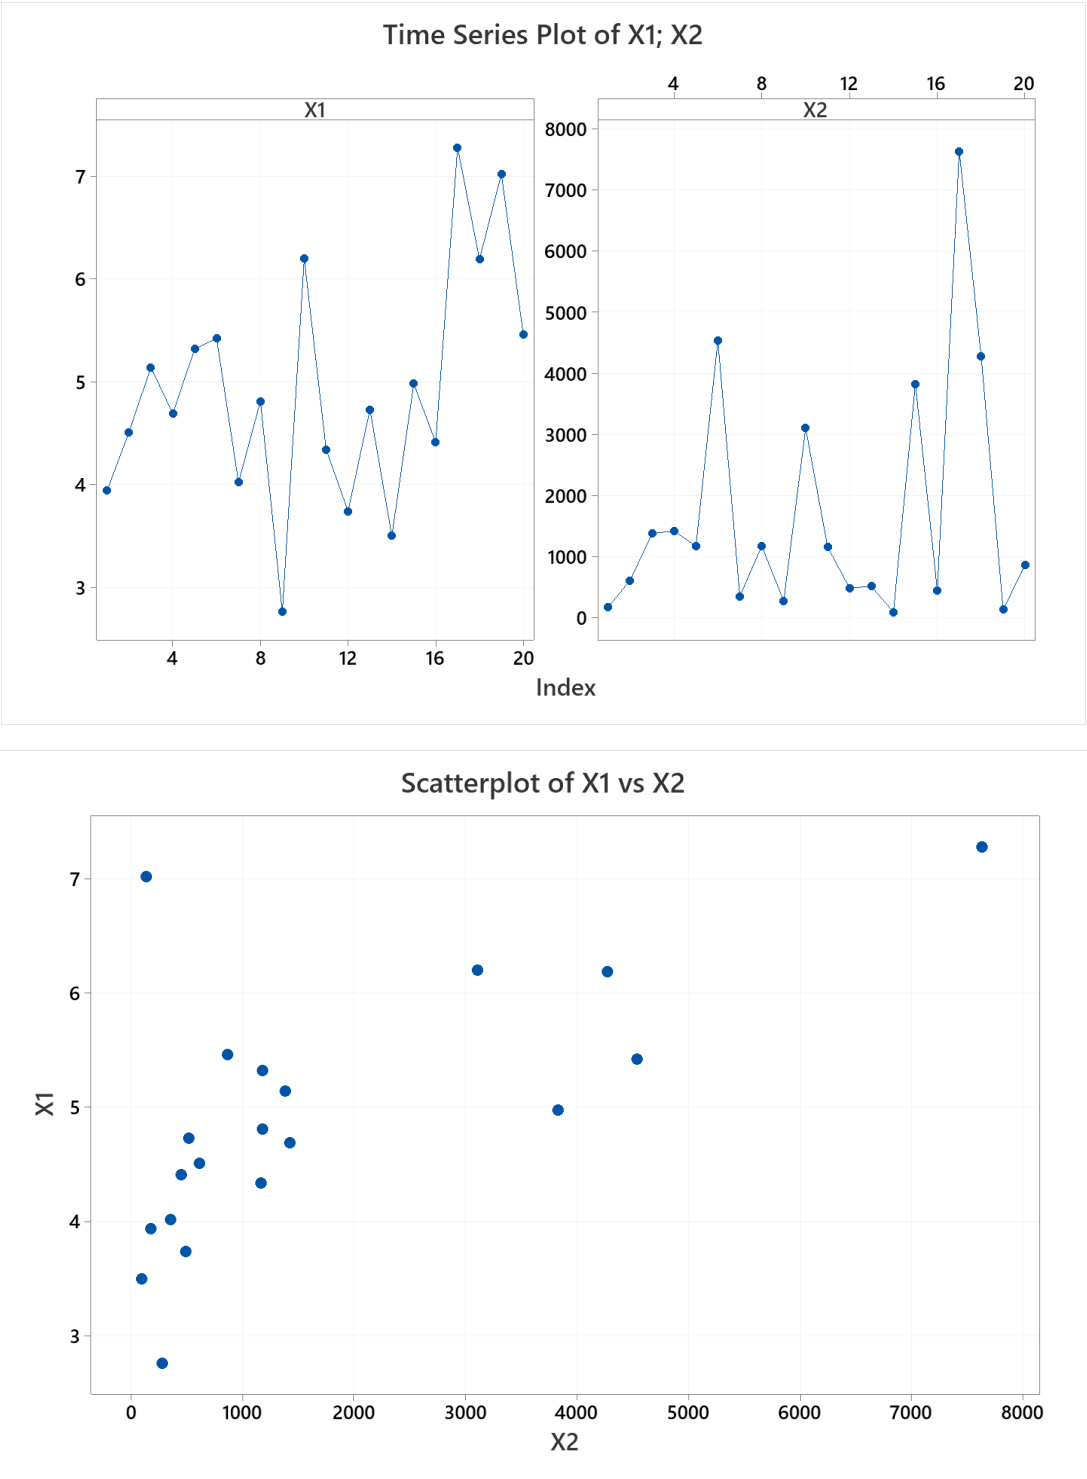 Time Series Plot of X1; X2
4 8 12 16 20
X1 X2
8000
7000
6000
5000
4000
3000
2000
1000
0
7
6
5
4
3
4 8 12 16 20
Index
Scatterplot of X1 vs X2
7
6
5
4
3
X1
0 1000 2000 3000 4000 5000 6000 7000 8000
X2